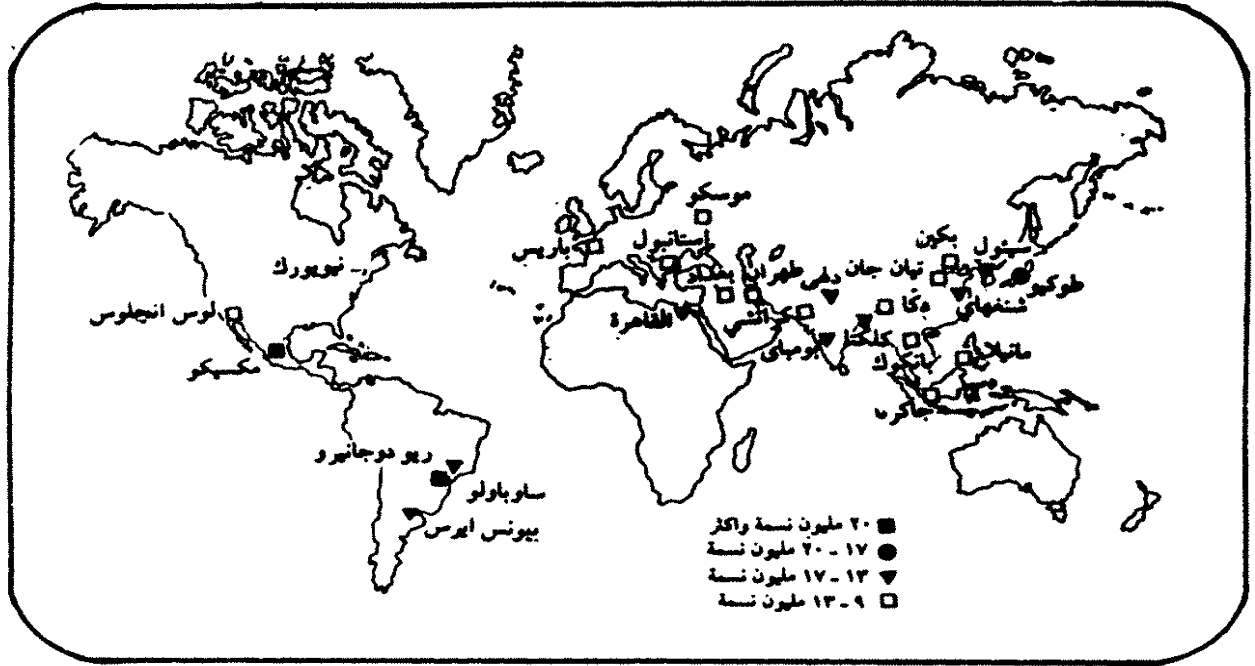 موسكو
باريس
استانبول
بكين
سيئول
نيويورك
بغداد
طهران
دلهي
تيان جان
طوكيو
لوس انجلوس
القاهرة
كراتشي
دكا
شنغهاي
مكسيكو
بومباي
كلكتا
بانكوك
مانيلا
جاكرتا
ريو دوجانيرو
ساوباولو
بيونس ايرس
٢٠ مليون نسمة واكثر
١٧ - ٢٠ مليون نسمة
١٣ - ١٧ مليون نسمة
٩ - ١٣ مليون نسمة